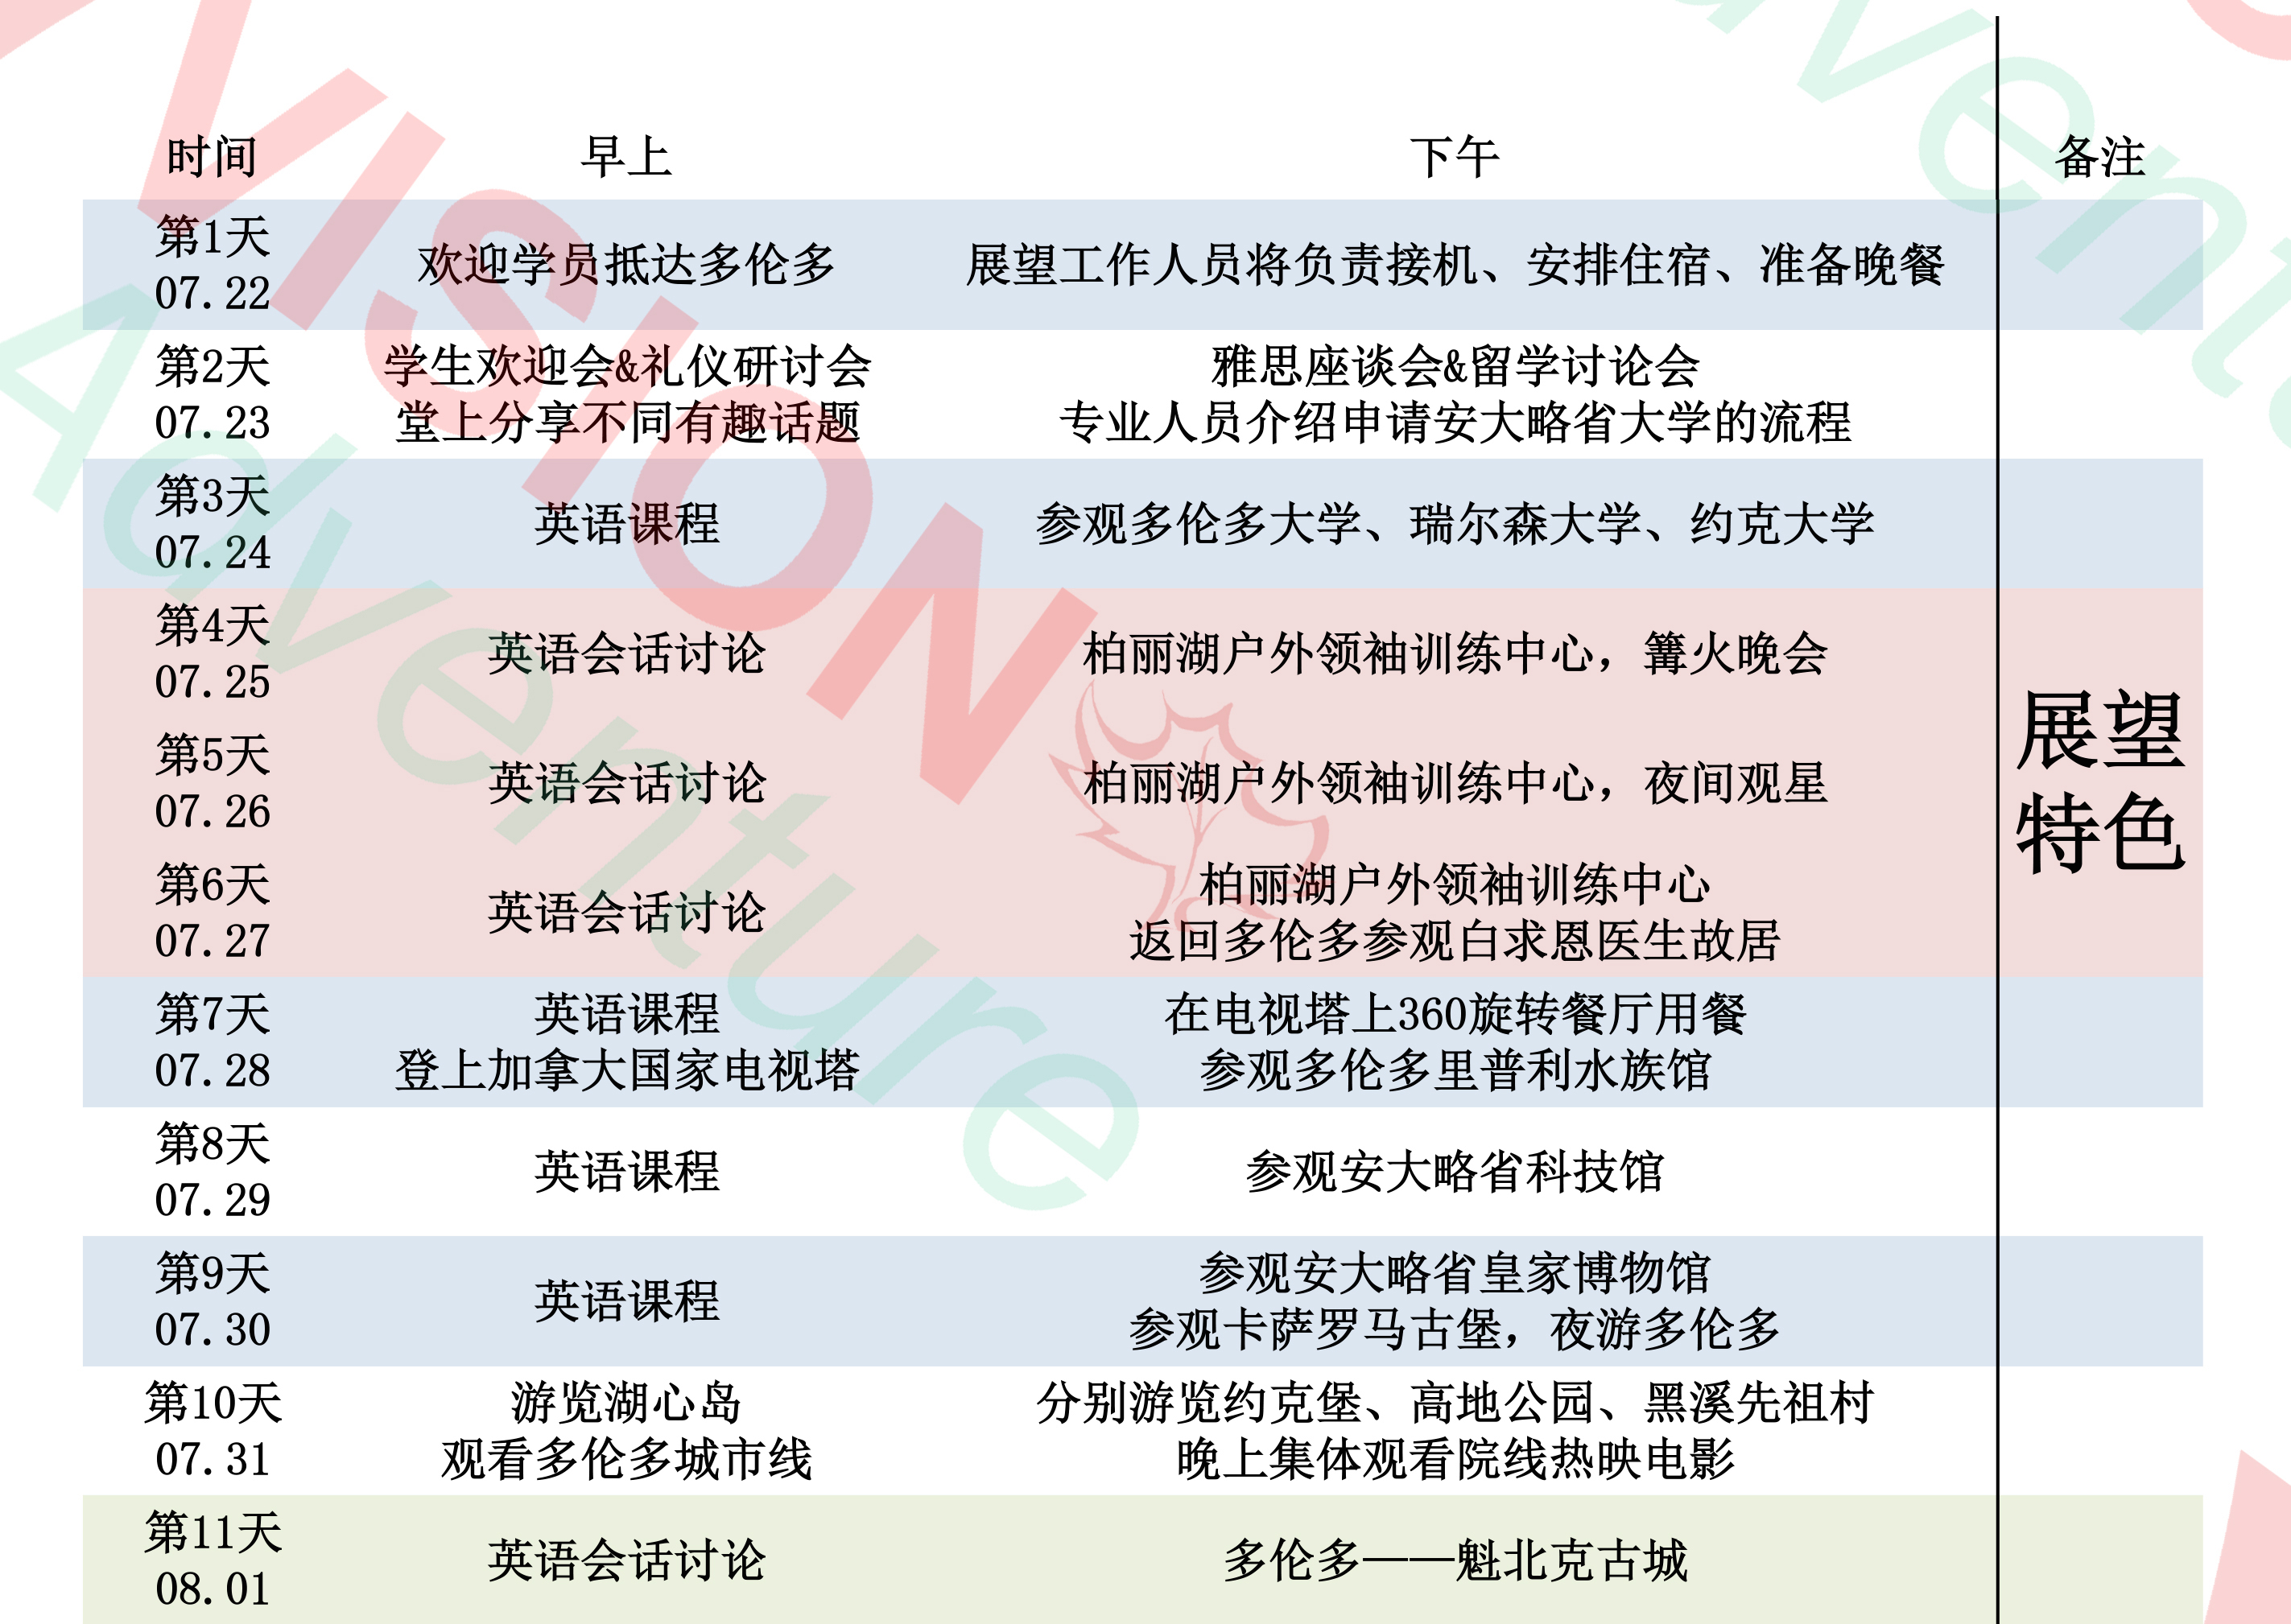 时间 早上 下午 备注
第1天
07.22
欢迎学员抵达多伦多
展望工作人员将负责接机、安排住宿、准备晚餐
第2天
07.23
学生欢迎会&礼仪研讨会
堂上分享不同有趣话题
雅思座谈会&留学讨论会
专业人员介绍申请安大略省大学的流程
第3天
07.24
英语课程
参观多伦多大学、瑞尔森大学、约克大学
第4天
07.25
英语会话讨论
柏丽湖户外领袖训练中心，篝火晚会
第5天
07.26
英语会话讨论
柏丽湖户外领袖训练中心，夜间观星
第6天
07.27
英语会话讨论
柏丽湖户外领袖训练中心
返回多伦多参观白求恩医生故居
展望
特色
第7天
07.28
英语课程
登上加拿大国家电视塔
在电视塔上360旋转餐厅用餐
参观多伦多里普利水族馆
第8天
07.29
英语课程
参观安大略省科技馆
第9天
07.30
英语课程
参观安大略省皇家博物馆
参观卡萨罗马古堡，夜游多伦多
第10天
07.31
游览湖心岛
观看多伦多城市线
分别游览约克堡、高地公园、黑溪先祖村
晚上集体观看院线热映电影
第11天
08.01
英语会话讨论
多伦多——魁北克古城
VISION
Adventure